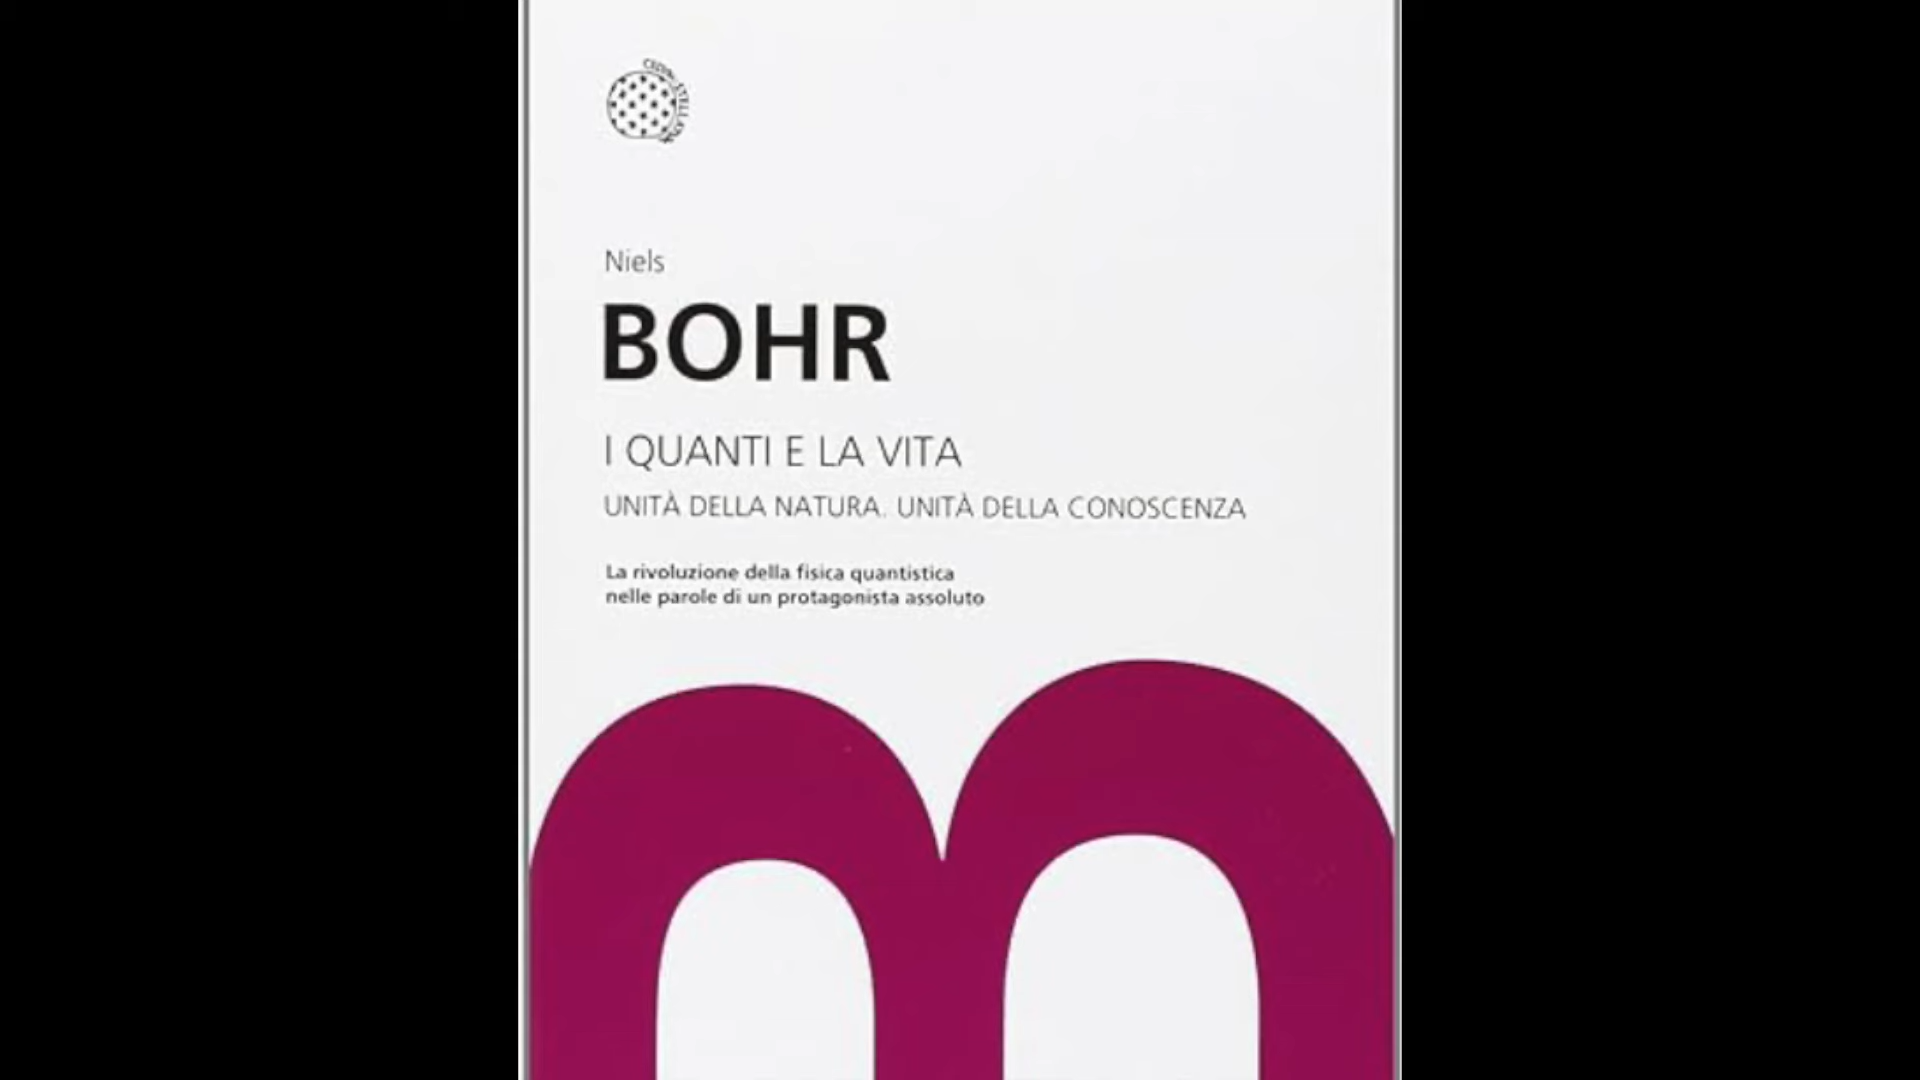 Niels
BOHR
I QUANTI E LA VITA
UNITÀ DELLA NATURA. UNITÀ DELLA CONOSCENZA
La rivoluzione della fisica quantistica
nelle parole di un protagonista assoluto